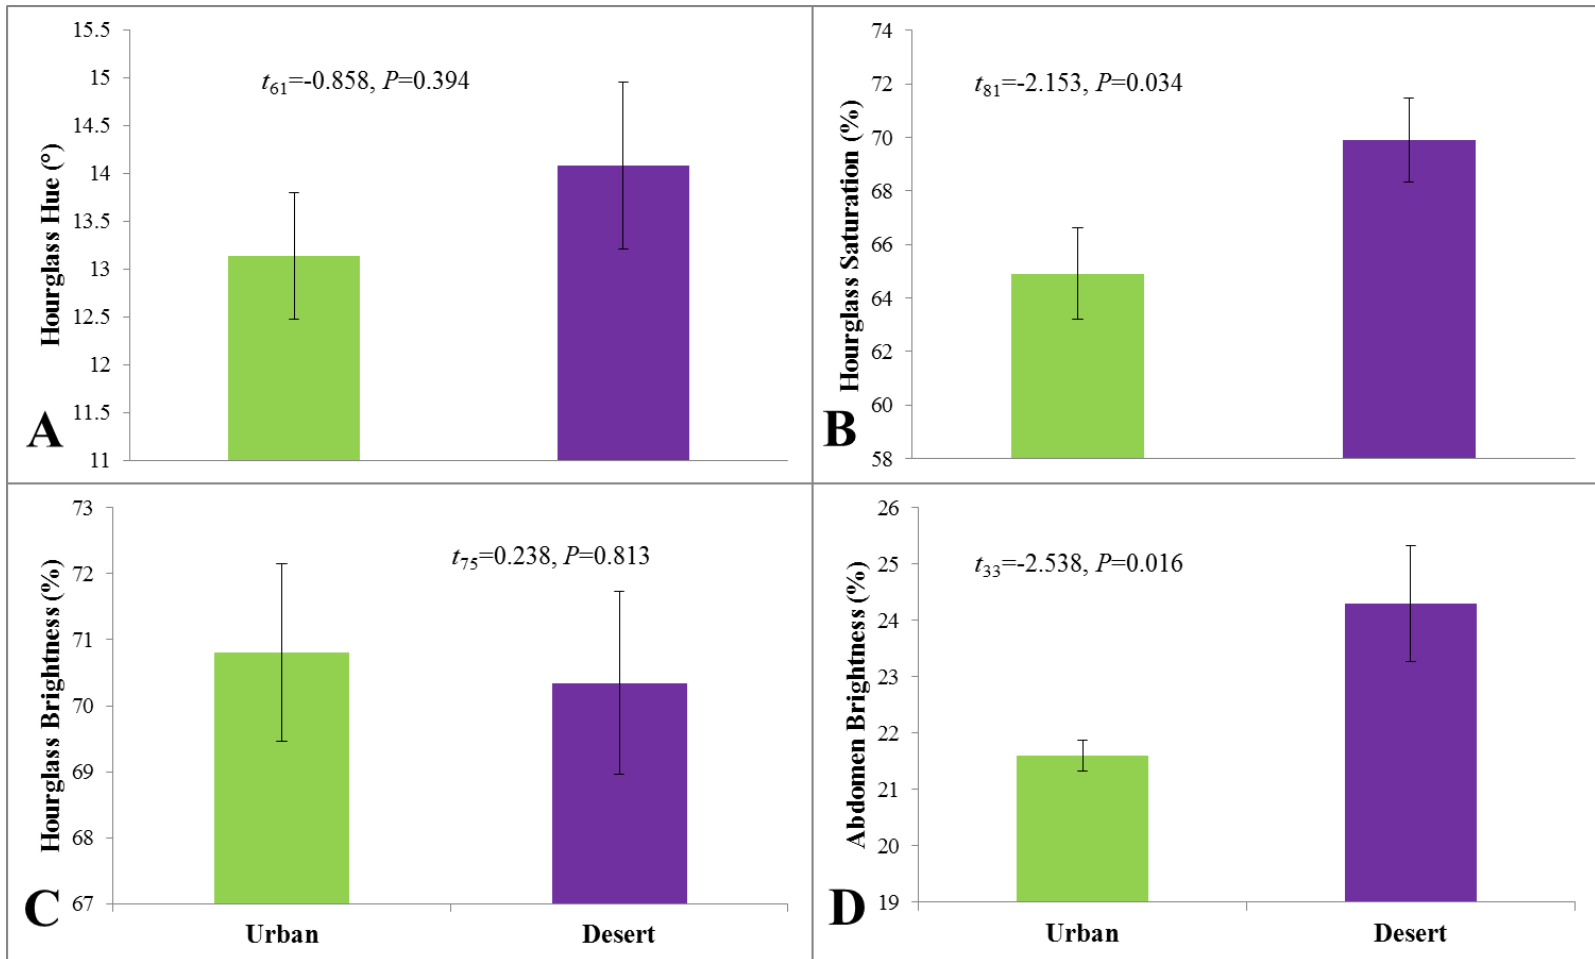 15.5
15
14.5
14
13.5
13
12.5
12
11.5
11
Hourglass Hue (º)
t61=-0.858, P=0.394
A
74
72
70
68
66
64
62
60
58
Hourglass Saturation (%)
t81=-2.153, P=0.034
B
73
72
71
70
69
68
67
Hourglass Brightness (%)
t75=0.238, P=0.813
C
Urban
Desert
26
25
24
23
22
21
20
19
Abdomen Brightness (%)
t33=-2.538, P=0.016
D
Urban
Desert